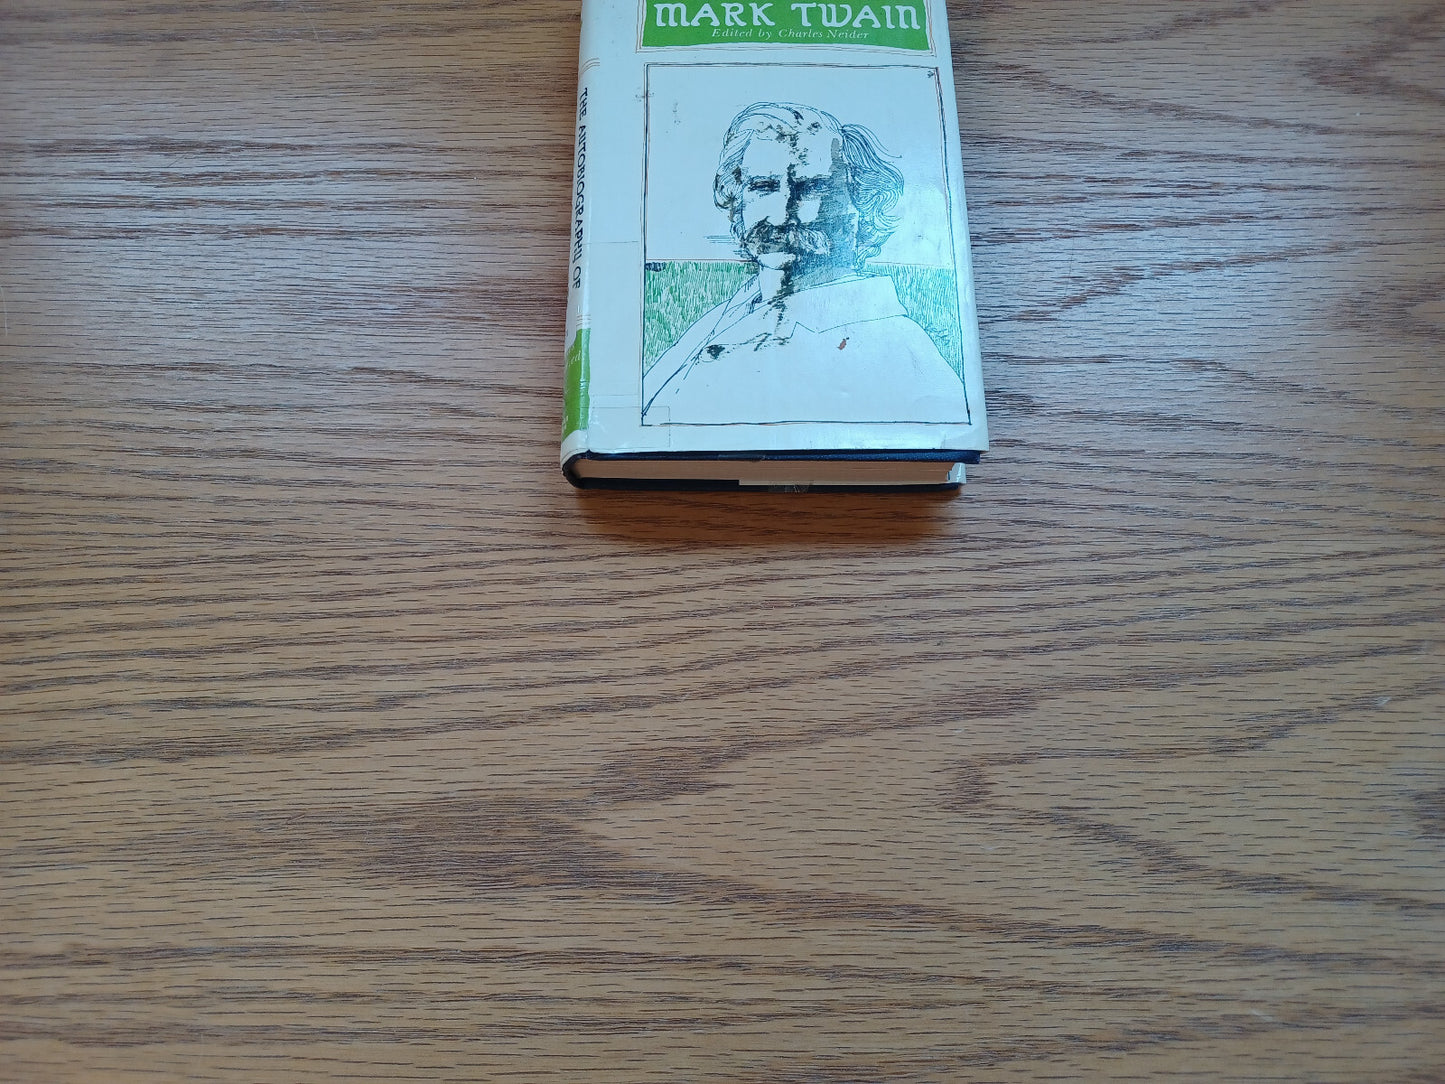 MARK TWAIN
Edited by Charles Neider
THE AUTOBIOGRAPHY OF